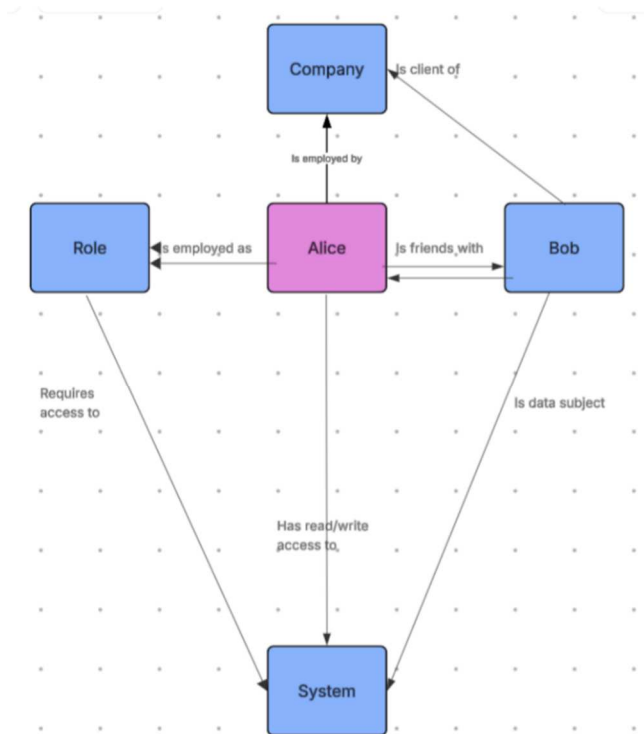 Company
Is client of
Is employed by
Role
Is employed as
Alice
Is friends with
Bob
Requires
access to
Is data subject
Has read/write
access to
System